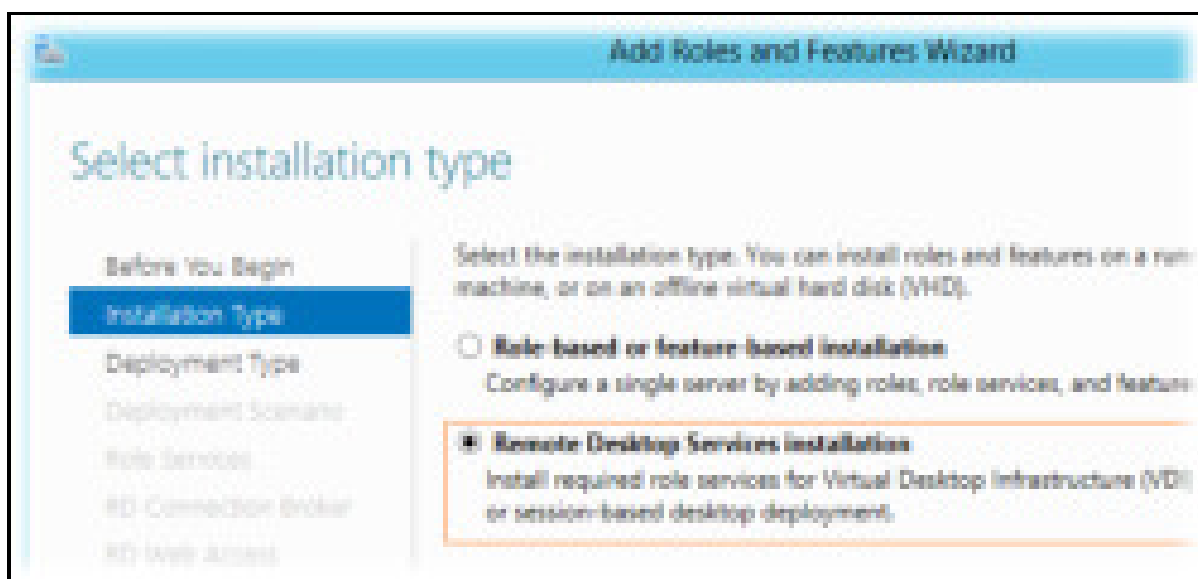 Add Roles and Features Wizard
Select installation type
Before You Begin
Installation Type
Deployment Type
Deployment Scenario
Role Services
RD Connection Broker
RD Web Access
Select the installation type. You can install roles and features on a run
machine, or on an offline virtual hard disk (VHD).
Role-based or feature-based installation
Configure a single server by adding roles, role services, and feature
Remote Desktop Services installation
Install required role services for Virtual Desktop Infrastructure (VDI)
or session-based desktop deployment.